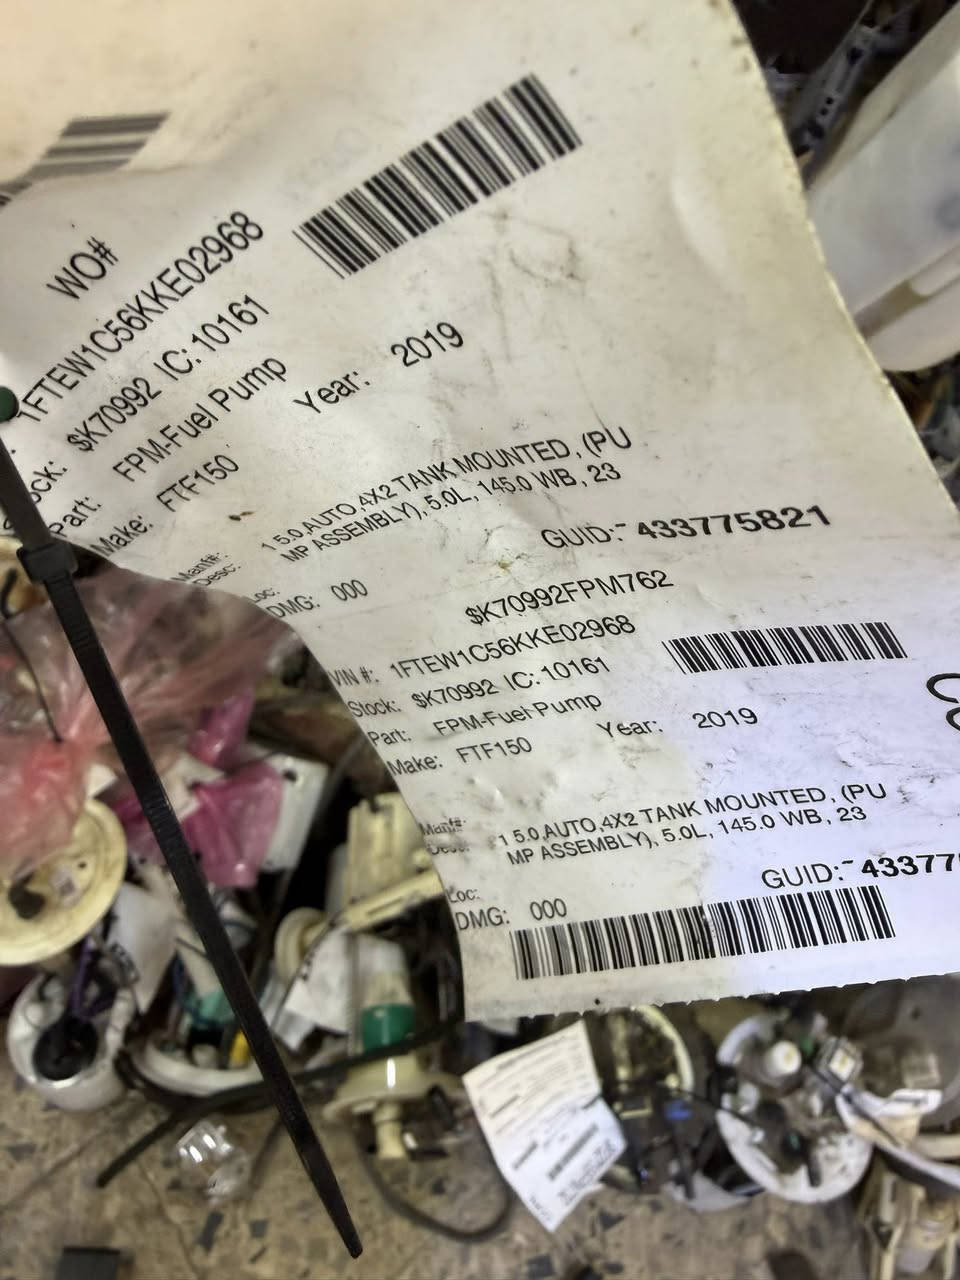 WO#
1FTEW1C56KKE02968
ock: $K70992 IC: 10161
Part: FPM-Fuel Pump
Make: FTF150 Year: 2019
Manf#:
Desc: 1 5.0,AUTO,4X2 TANK MOUNTED, (PU
MP ASSEMBLY), 5.0L, 145.0 WB, 23
Loc:
DMG: 000 GUID:~433775821
$K70992FPM762
VIN #: 1FTEW1C56KKE02968
Stock: $K70992 IC: 10161
Part: FPM-Fuel Pump
Make: FTF150 Year: 2019
Manf#:
Desc: 1 5.0,AUTO,4X2 TANK MOUNTED, (PU
MP ASSEMBLY), 5.0L, 145.0 WB, 23
Loc:
DMG: 000 GUID:~43377